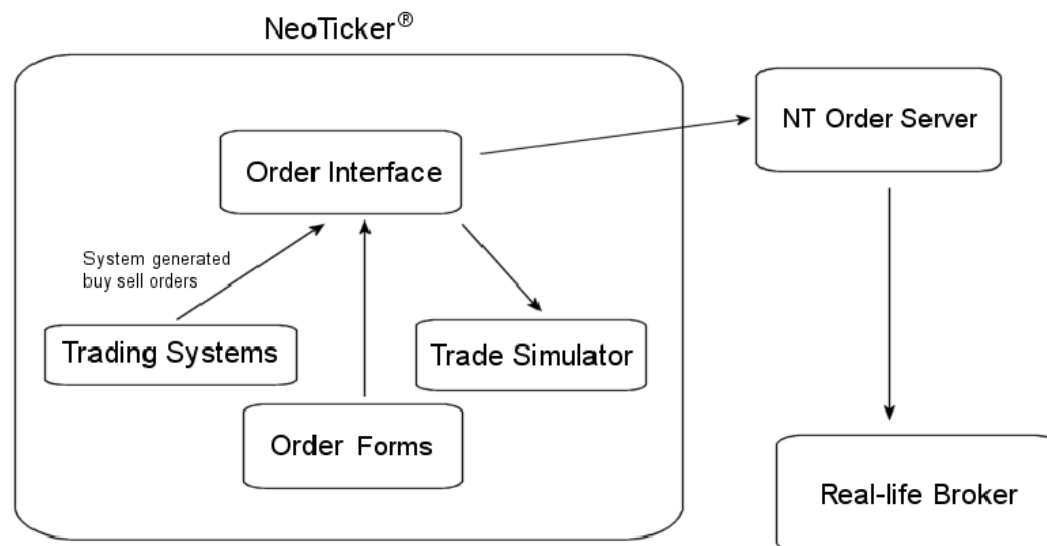 NeoTicker®
NT Order Server
Order Interface
System generated
buy sell orders
Trading Systems
Trade Simulator
Order Forms
Real-life Broker